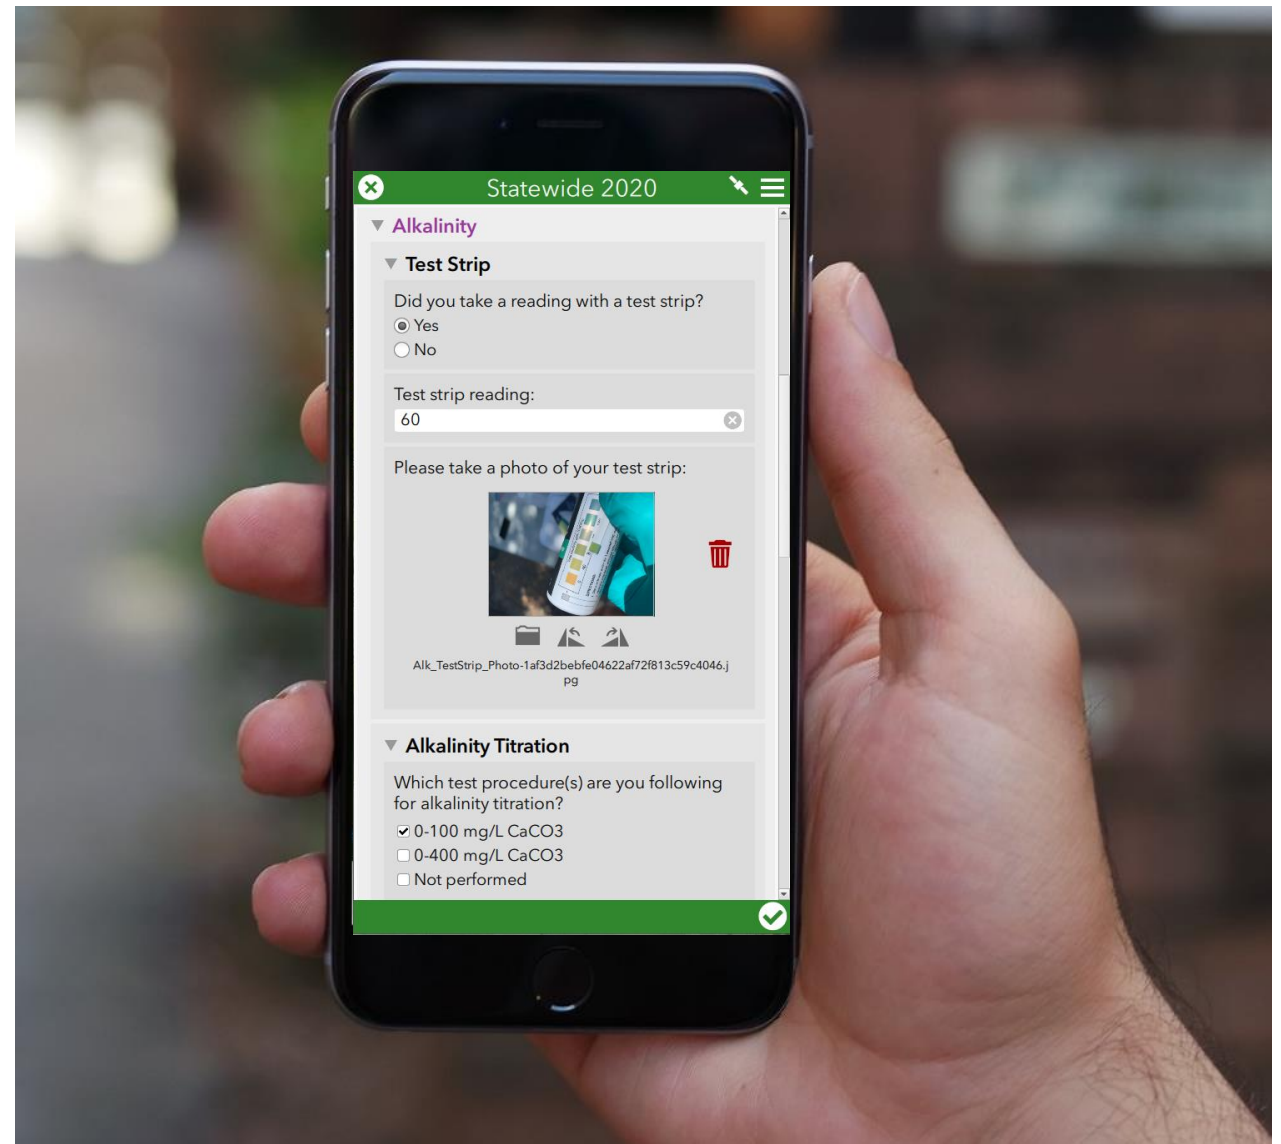 Statewide 2020
Alkalinity
Test Strip
Did you take a reading with a test strip?
Yes
No
Test strip reading:
60
Please take a photo of your test strip:
Alk_TestStrip_Photo-1af3d2bebfe04622af72f813c59c4046.j
pg
Alkalinity Titration
Which test procedure(s) are you following
for alkalinity titration?
0-100 mg/L CaCO3
0-400 mg/L CaCO3
Not performed